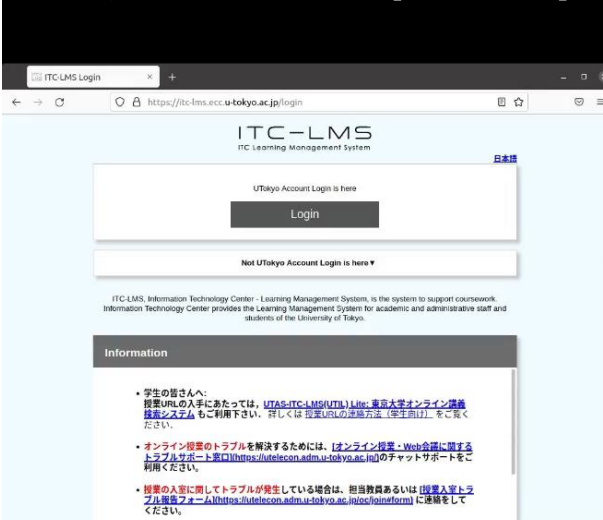 ITC-LMS Login
https://itc-lms.ecc.u-tokyo.ac.jp/login
ITC-LMS
ITC Learning Management System
日本語
UTokyo Account Login is here
Login
Not UTokyo Account Login is here▼
ITC-LMS, Information Technology Center - Learning Management System, is the system to support coursework.
Information Technology Center provides the Learning Management System for academic and administrative staff and
students of the University of Tokyo.
Information
• 学生の皆さんへ:
授業URLの入手にあたっては，UTAS-ITC-LMS(UTIL) Lite: 東京大学オンライン講義
検索システム もご利用下さい．詳しくは 授業URLの連絡方法（学生向け） をご覧く
ださい．
• オンライン授業のトラブルを解決するためには、[オンライン授業・Web会議に関する
トラブルサポート窓口](https://utelecon.adm.u-tokyo.ac.jp/)のチャットサポートをご
利用ください。
• 授業の入室に関してトラブルが発生している場合は、担当教員あるいは [授業入室トラ
ブル報告フォーム](https://utelecon.adm.u-tokyo.ac.jp/oc/join#form) に連絡をして
ください。